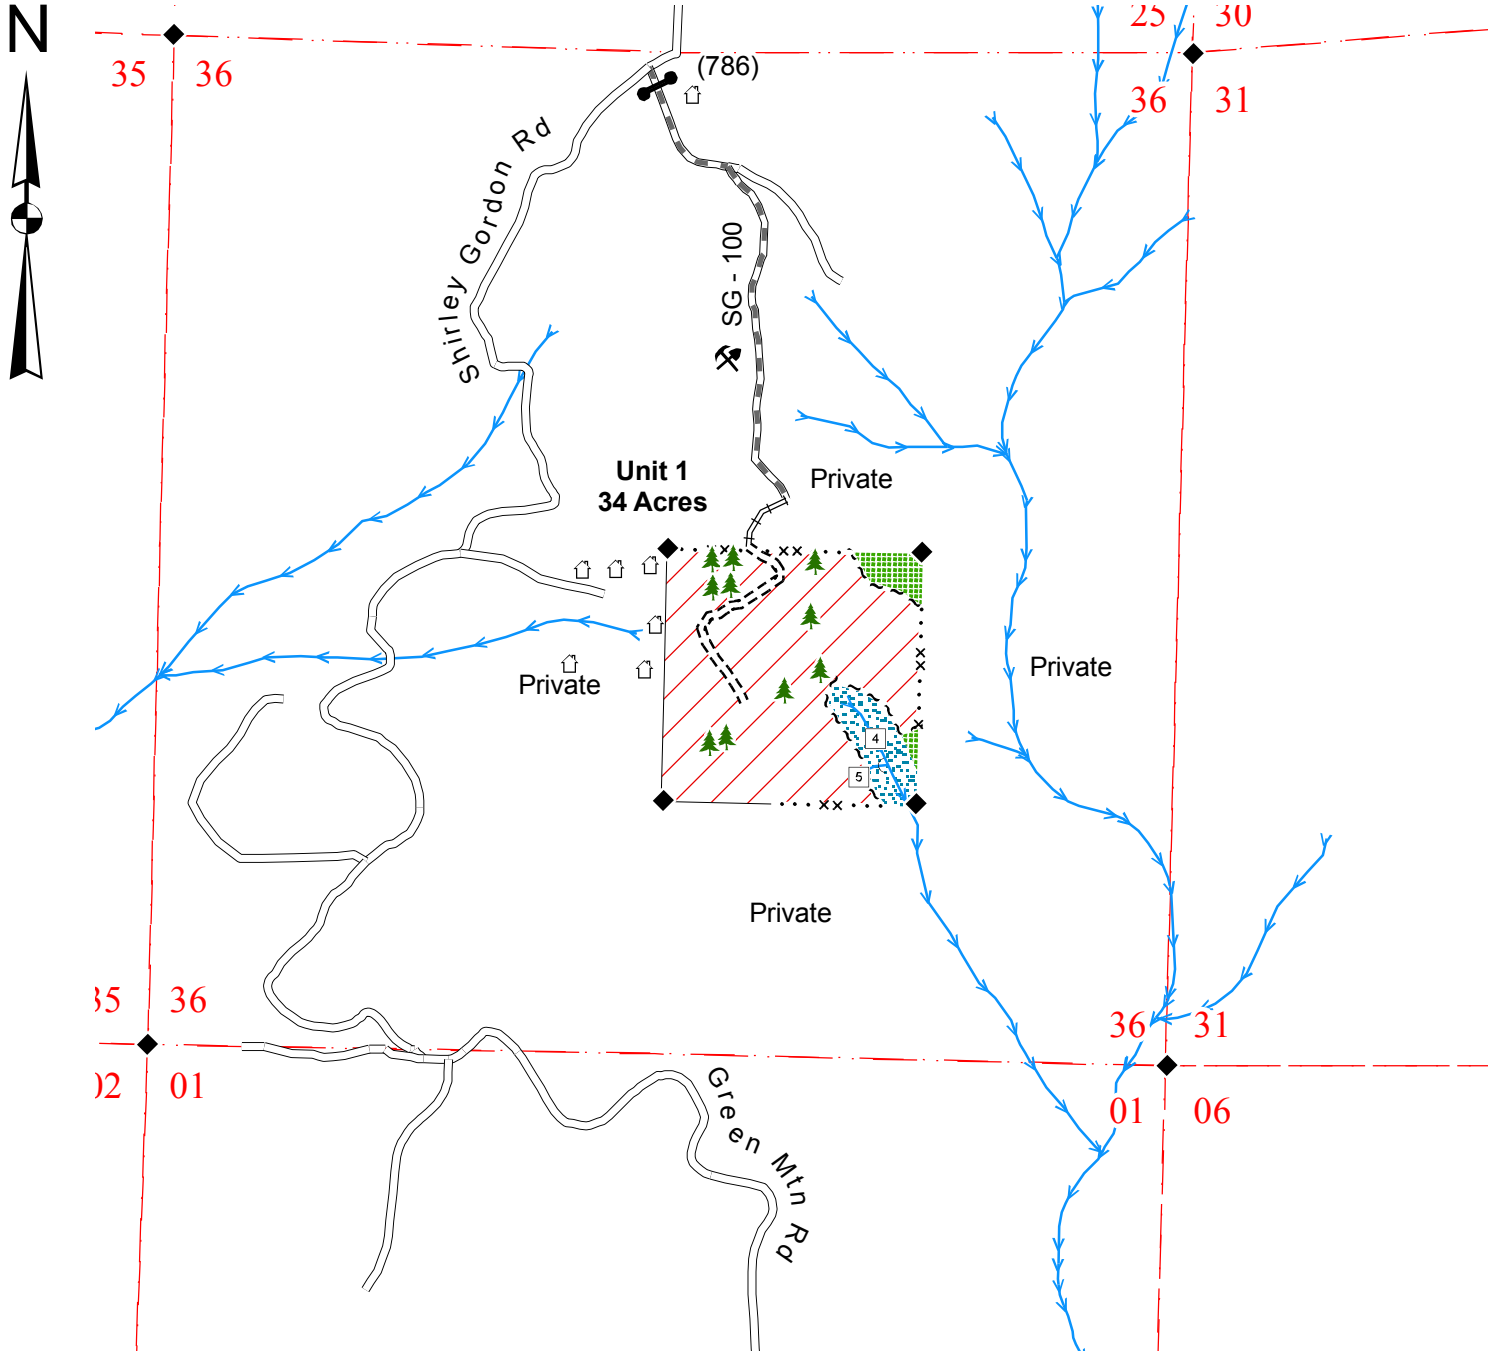 N
25 30
35 36
(786)
36 31
Shirley Gordon Rd
SG - 100
Unit 1
34 Acres
Private
Private
Private
4
5
Private
35 36
36 31
02 01
01 06
Green Mtn Rd